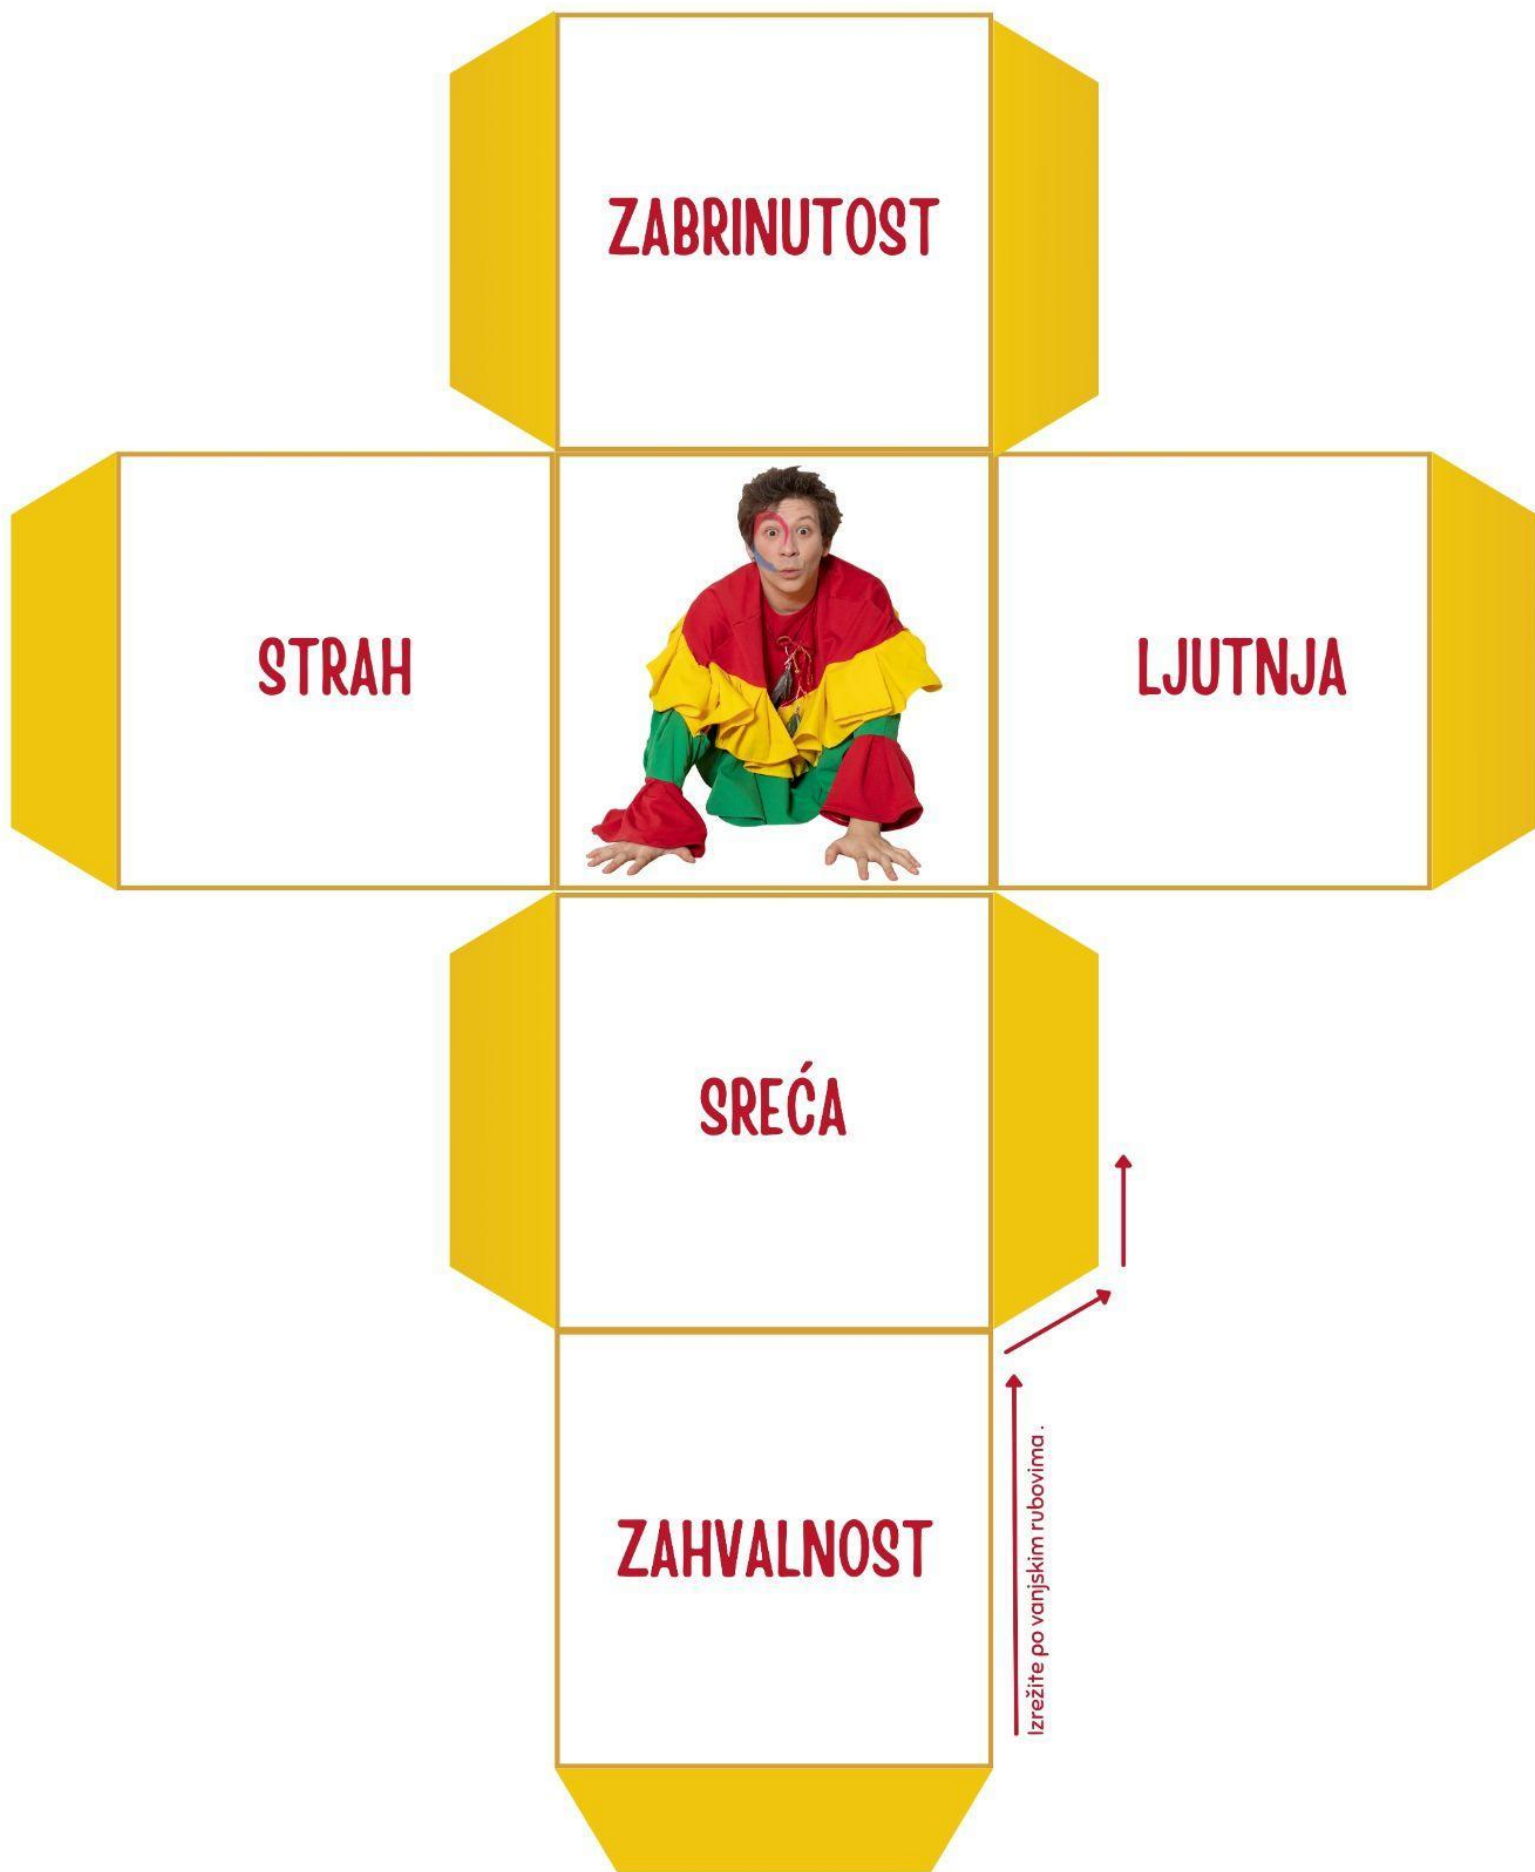 ZABRINUTOST
STRAH
LJUTNJA
SREĆA
ZAHVALNOST
Izrežite po vanjskim rubovima .